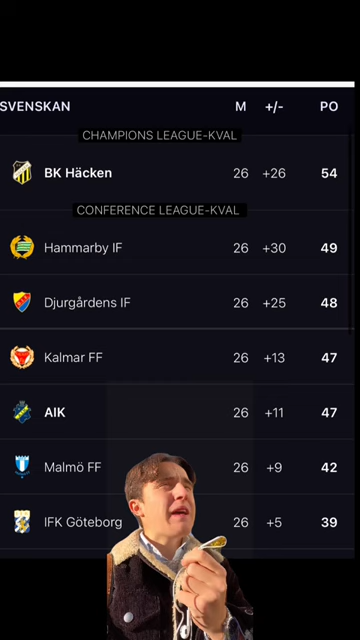 SVENSKAN M +/- PO
CHAMPIONS LEAGUE-KVAL
BK Häcken 26 +26 54
CONFERENCE LEAGUE-KVAL
Hammarby IF 26 +30 49
Djurgårdens IF 26 +25 48
Kalmar FF 26 +13 47
AIK 26 +11 47
Malmö FF 26 +9 42
IFK Göteborg 26 +5 39